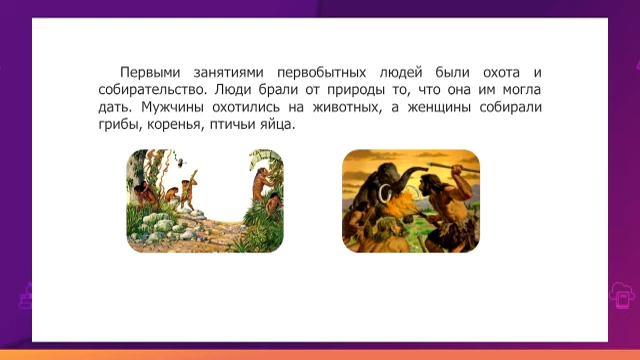 Первыми занятиями первобытных людей были охота и
собирательство. Люди брали от природы то, что она им могла
дать. Мужчины охотились на животных, а женщины собирали
грибы, коренья, птичьи яйца.